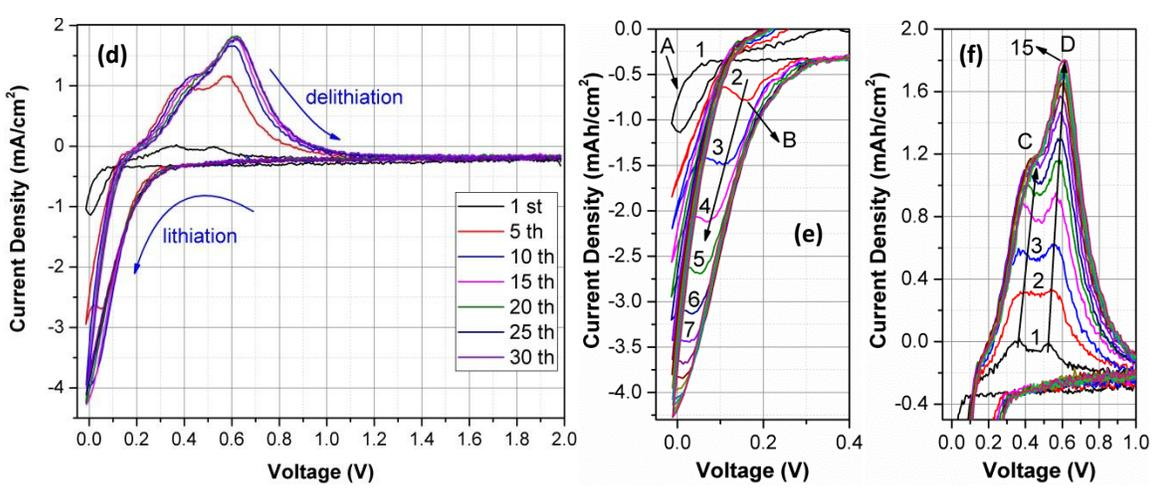 (d)
delithiation
lithiation
1 st
5 th
10 th
15 th
20 th
25 th
30 th
2
1
0
-1
-2
-3
-4
0.0 0.2 0.4 0.6 0.8 1.0 1.2 1.4 1.6 1.8 2.0
Voltage (V)
Current Density (mA/cm²)
(e)
A
1
2
B
3
4
5
6
7
0.0
-0.5
-1.0
-1.5
-2.0
-2.5
-3.0
-3.5
-4.0
0.0 0.2 0.4
Voltage (V)
Current Density (mAh/cm²)
(f)
15
D
C
3
2
1
2.0
1.6
1.2
0.8
0.4
0.0
-0.4
0.0 0.2 0.4 0.6 0.8 1.0
Voltage (V)
Current Density (mAh/cm²)